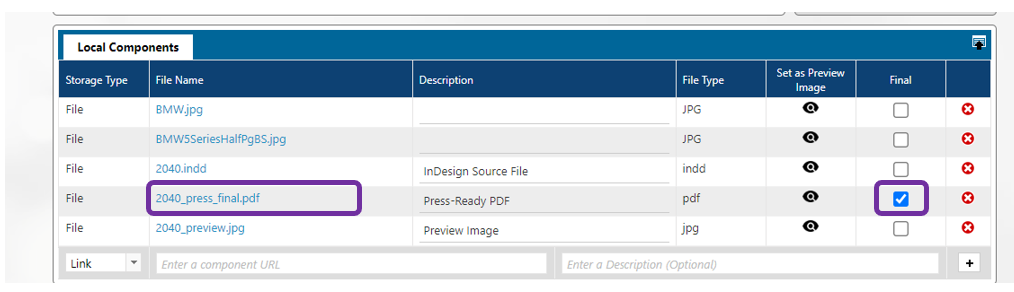 Local Components
Storage Type File Name Description File Type Set as Preview Image Final
File BMW.jpg JPG
File BMW5SeriesHalfPgBS.jpg JPG
File 2040.indd InDesign Source File indd
File 2040_press_final.pdf Press-Ready PDF pdf
File 2040_preview.jpg Preview Image jpg
Link Enter a component URL Enter a Description (Optional) +